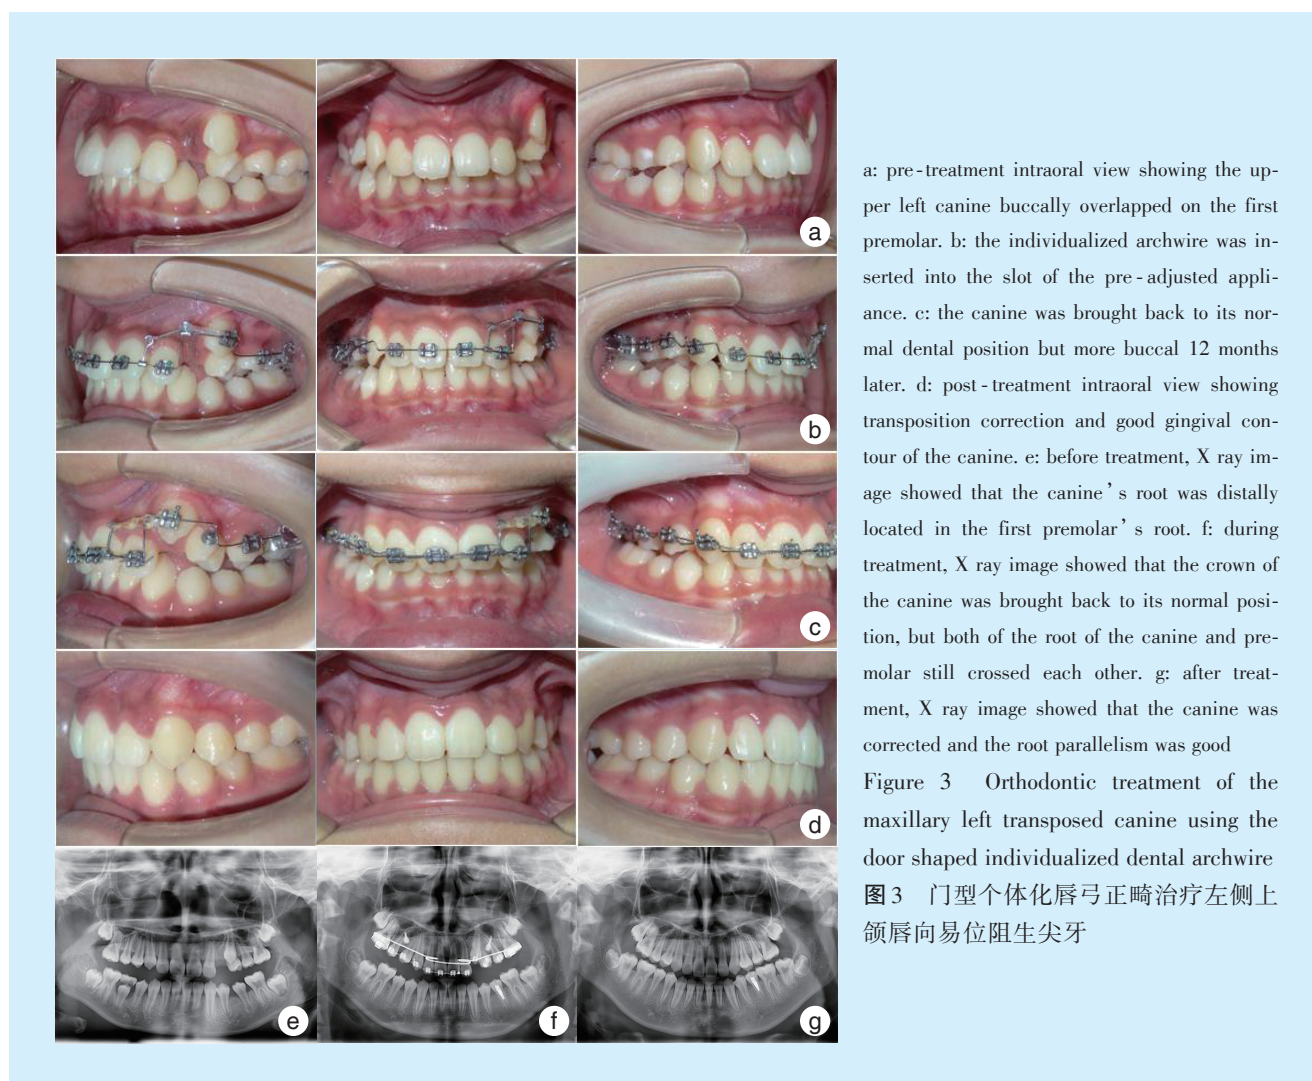 a
b
c
d
e
f
g
a: pre-treatment intraoral view showing the up-
per left canine buccally overlapped on the first
premolar. b: the individualized archwire was in-
serted into the slot of the pre-adjusted appli-
ance. c: the canine was brought back to its nor-
mal dental position but more buccal 12 months
later. d: post-treatment intraoral view showing
transposition correction and good gingival con-
tour of the canine. e: before treatment, X ray im-
age showed that the canine's root was distally
located in the first premolar's root. f: during
treatment, X ray image showed that the crown of
the canine was brought back to its normal posi-
tion, but both of the root of the canine and pre-
molar still crossed each other. g: after treat-
ment, X ray image showed that the canine was
corrected and the root parallelism was good
Figure 3 Orthodontic treatment of the
maxillary left transposed canine using the
door shaped individualized dental archwire
图3 门型个体化唇弓正畸治疗左侧上
颌唇向易位阻生尖牙